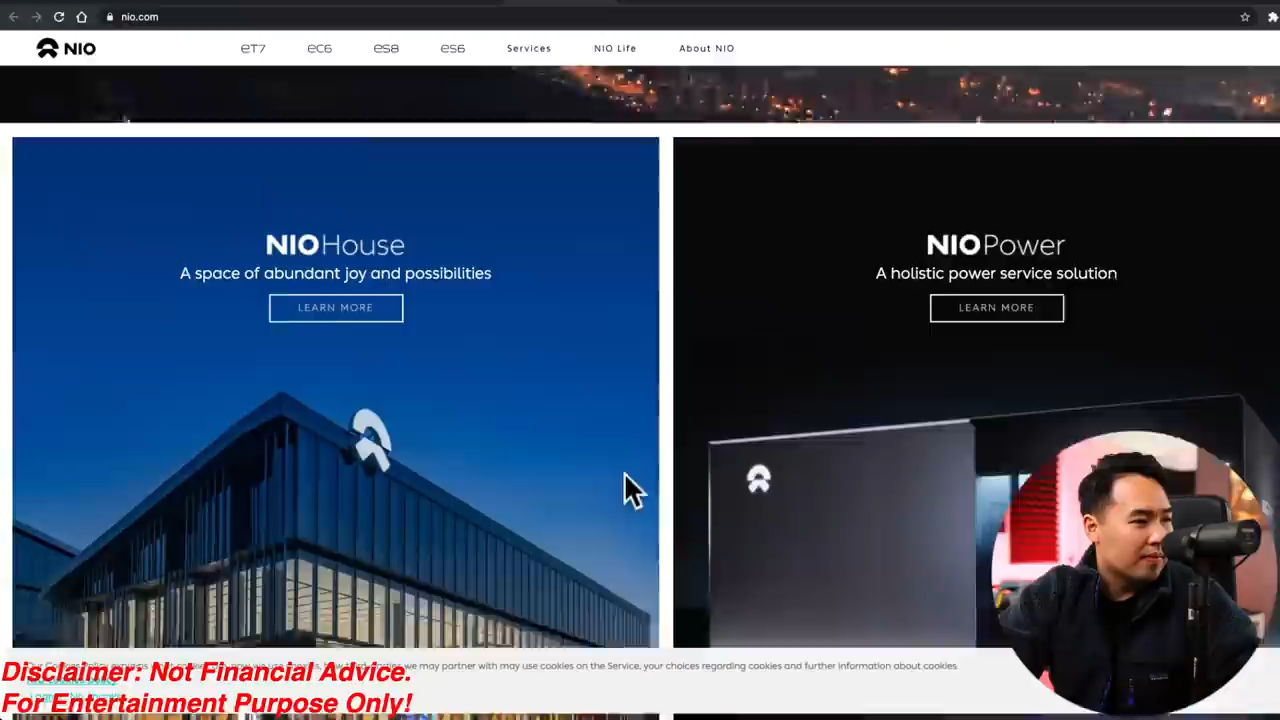 nio.com
NIO eT7 eC6 eS8 eS6 Services NIO Life About NIO
NIOHouse
A space of abundant joy and possibilities
LEARN MORE
NIOPower
A holistic power service solution
LEARN MORE
we may partner with may use cookies on the Service, your choices regarding cookies and further information about cookies.
Disclaimer: Not Financial Advice.
For Entertainment Purpose Only!